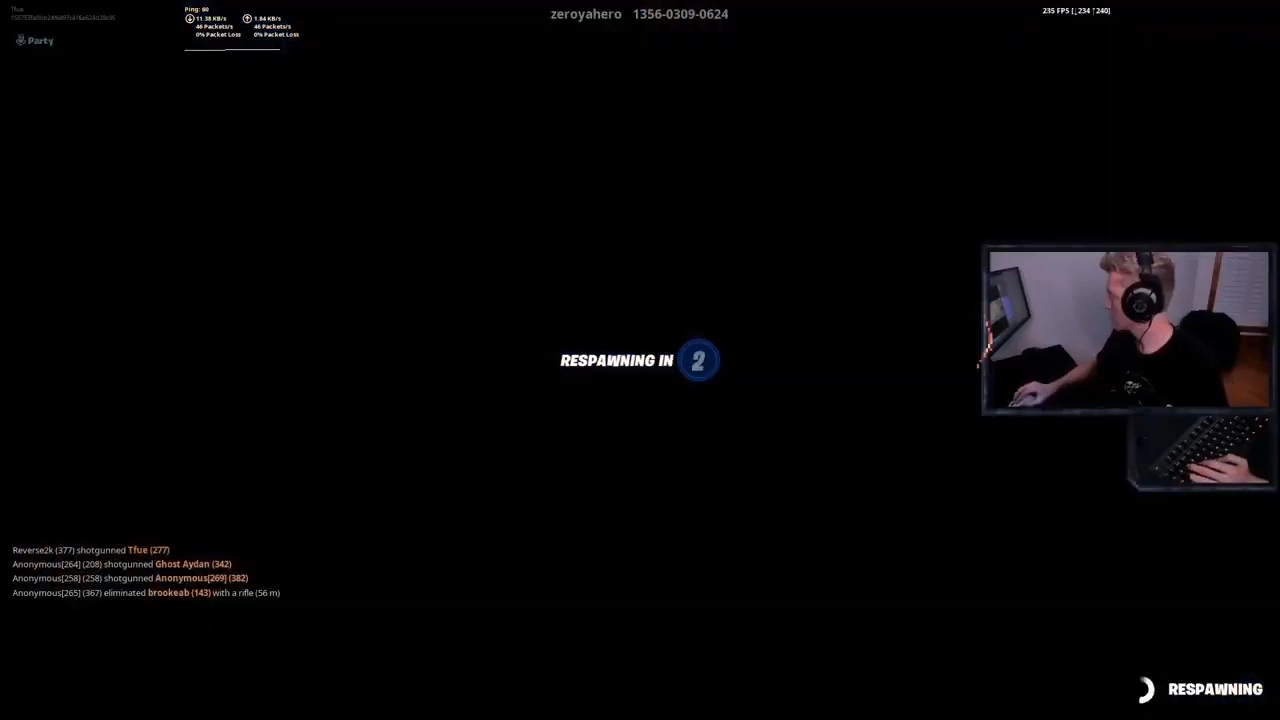 Tfue
Party
Ping: 60
11.38 KB/s
1.84 KB/s
46 Packets/s
46 Packets/s
0% Packet Loss
0% Packet Loss
zeroyahero 1356-0309-0624
235 FPS [↓234 ↑240]
RESPAWNING IN 2
Reverse2k (377) shotgunned Tfue (277)
Anonymous[264] (208) shotgunned Ghost Aydan (342)
Anonymous[258] (258) shotgunned Anonymous[269] (382)
Anonymous[265] (367) eliminated brookeab (143) with a rifle (56 m)
RESPAWNING